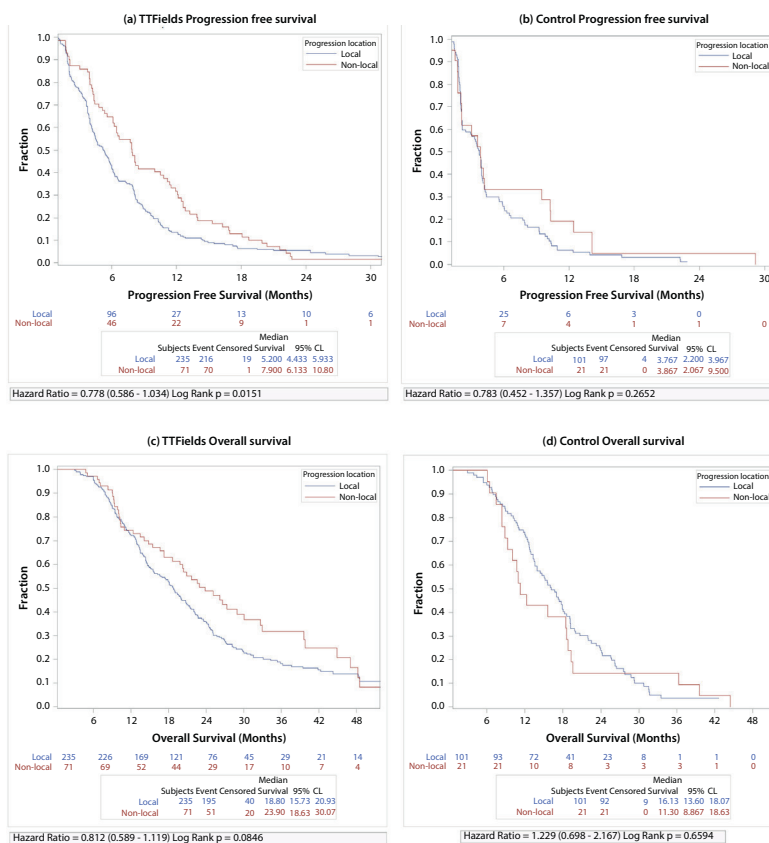 (a) TTFields Progression free survival
Progression location
Local
Non-local
1.0
0.9
0.8
0.7
0.6
0.5
0.4
0.3
0.2
0.1
0.0
Fraction
6 12 18 24 30
Progression Free Survival (Months)
Local 96 27 13 10 6
Non-local 46 22 9 1 1
Median
Subjects Event Censored Survival 95% CL
Local 235 216 19 5.200 4.433 5.933
Non-local 71 70 1 7.900 6.133 10.80
Hazard Ratio = 0.778 (0.586 - 1.034) Log Rank p = 0.0151
(b) Control Progression free survival
Progression location
Local
Non-local
1.0
0.9
0.8
0.7
0.6
0.5
0.4
0.3
0.2
0.1
0.0
Fraction
6 12 18 24 30
Progression Free Survival (Months)
Local 25 6 3 0
Non-local 7 4 1 1 0
Median
Subjects Event Censored Survival 95% CL
Local 101 97 4 3.767 2.200 3.967
Non-local 21 21 0 3.867 2.067 9.500
Hazard Ratio = 0.783 (0.452 - 1.357) Log Rank p = 0.2652
(c) TTFields Overall survival
Progression location
Local
Non-local
1.0
0.9
0.8
0.7
0.6
0.5
0.4
0.3
0.2
0.1
0.0
Fraction
6 12 18 24 30 36 42 48
Overall Survival (Months)
Local 235 226 169 121 76 45 29 21 14
Non-local 71 69 52 44 29 17 10 7 4
Median
Subjects Event Censored Survival 95% CL
Local 235 195 40 18.80 15.73 20.93
Non-local 71 51 20 23.90 18.63 30.07
Hazard Ratio = 0.812 (0.589 - 1.119) Log Rank p = 0.0846
(d) Control Overall survival
Progression location
Local
Non-local
1.0
0.9
0.8
0.7
0.6
0.5
0.4
0.3
0.2
0.1
0.0
Fraction
6 12 18 24 30 36 42 48
Overall Survival (Months)
Local 101 93 72 41 23 8 1 1 0
Non-local 21 21 10 8 3 3 3 1 0
Median
Subjects Event Censored Survival 95% CL
Local 101 92 9 16.13 13.60 18.07
Non-local 21 21 0 11.30 8.867 18.63
Hazard Ratio = 1.229 (0.698 - 2.167) Log Rank p = 0.6594